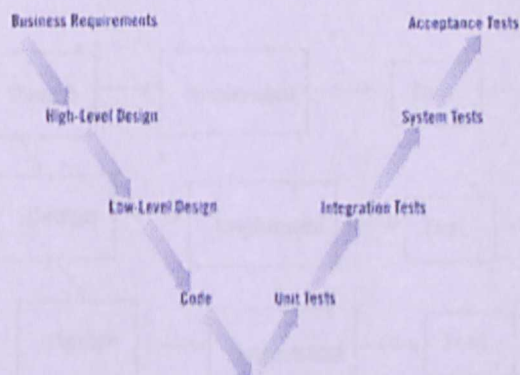 Business Requirements
Acceptance Tests
High-Level Design
System Tests
Low-Level Design
Integration Tests
Code
Unit Tests